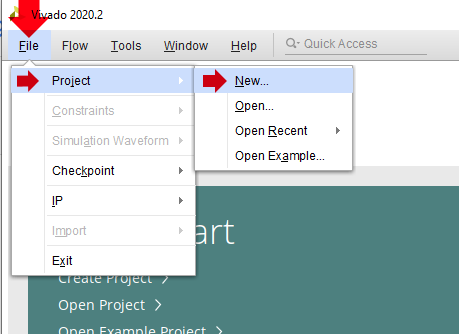 Vivado 2020.2
File Flow Tools Window Help Quick Access
Project
Constraints
Simulation Waveform
Checkpoint
IP
Import
Exit
New...
Open...
Open Recent
Open Example...
art
Create Project
Open Project
Open Example Project